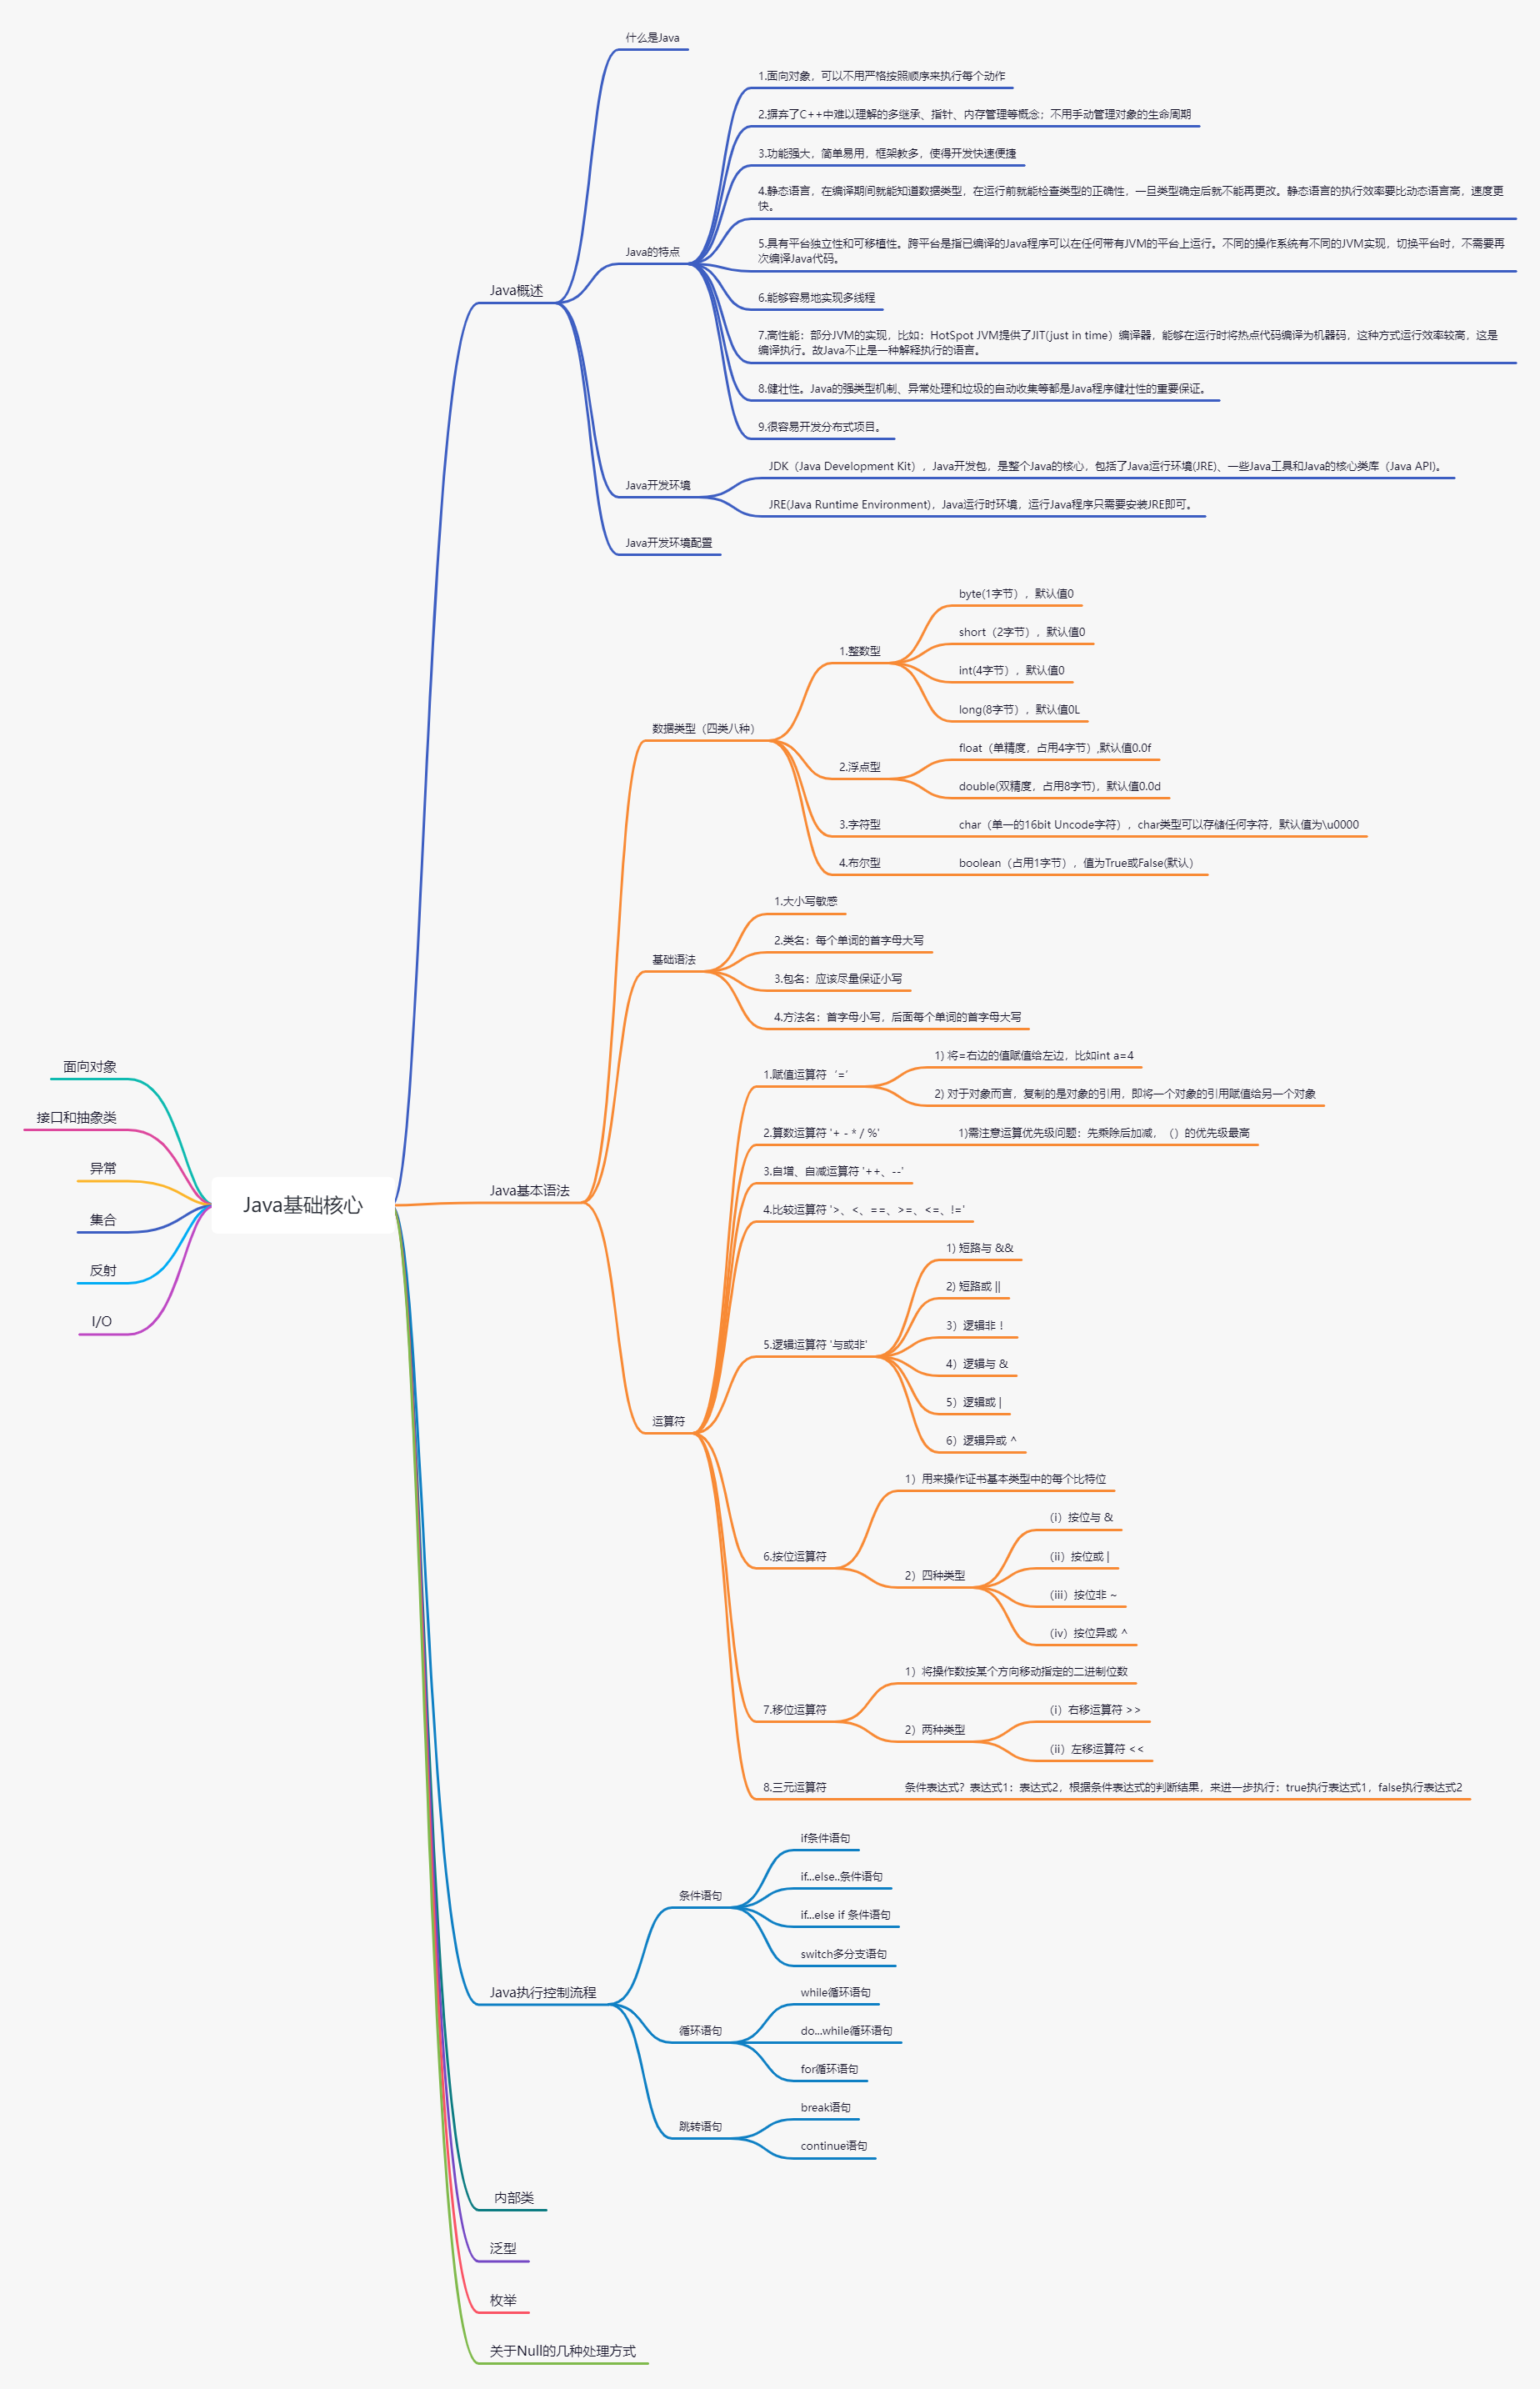 什么是Java
1.面向对象，可以不用严格按照顺序来执行每个动作
2.摒弃了C++中难以理解的多继承、指针、内存管理等概念；不用手动管理对象的生命周期
3.功能强大，简单易用，框架教多，使得开发快速便捷
4.静态语言，在编译期间就能知道数据类型，在运行前就能检查类型的正确性，一旦类型确定后就不能再更改。静态语言的执行效率要比动态语言高，速度更
快。
Java的特点
5.具有平台独立性和可移植性。跨平台是指已编译的Java程序可以在任何带有JVM的平台上运行。不同的操作系统有不同的JVM实现，切换平台时，不需要再
次编译Java代码。
Java概述
6.能够容易地实现多线程
7.高性能：部分JVM的实现，比如：HotSpot JVM提供了JIT(just in time）编译器，能够在运行时将热点代码编译为机器码，这种方式运行效率较高，这是
编译执行。故Java不止是一种解释执行的语言。
8.健壮性。Java的强类型机制、异常处理和垃圾的自动收集等都是Java程序健壮性的重要保证。
9.很容易开发分布式项目。
Java开发环境
JDK（Java Development Kit），Java开发包，是整个Java的核心，包括了Java运行环境(JRE)、一些Java工具和Java的核心类库（Java API)。
JRE(Java Runtime Environment)，Java运行时环境，运行Java程序只需要安装JRE即可。
Java开发环境配置
数据类型（四类八种）
1.整数型
byte(1字节），默认值0
short（2字节），默认值0
int(4字节），默认值0
long(8字节），默认值0L
2.浮点型
float（单精度，占用4字节）,默认值0.0f
double(双精度，占用8字节)，默认值0.0d
3.字符型
char（单一的16bit Uncode字符），char类型可以存储任何字符，默认值为\u0000
4.布尔型
boolean（占用1字节），值为True或False(默认）
基础语法
1.大小写敏感
2.类名：每个单词的首字母大写
3.包名：应该尽量保证小写
4.方法名：首字母小写，后面每个单词的首字母大写
面向对象
接口和抽象类
异常
集合
反射
I/O
Java基础核心
Java基本语法
运算符
1.赋值运算符 ‘=’
1) 将=右边的值赋值给左边，比如int a=4
2) 对于对象而言，复制的是对象的引用，即将一个对象的引用赋值给另一个对象
2.算数运算符 '+ - * / %'
1)需注意运算优先级问题：先乘除后加减，（）的优先级最高
3.自增、自减运算符 '++、--'
4.比较运算符 '>、<、==、>=、<=、!='
5.逻辑运算符 '与或非'
1) 短路与 &&
2) 短路或 ||
3）逻辑非！
4）逻辑与 &
5）逻辑或 |
6）逻辑异或 ^
6.按位运算符
1）用来操作证书基本类型中的每个比特位
2）四种类型
（i）按位与 &
（ii）按位或 |
（iii）按位非 ~
（iv）按位异或 ^
7.移位运算符
1）将操作数按某个方向移动指定的二进制位数
2）两种类型
（i）右移运算符 >>
（ii）左移运算符 <<
8.三元运算符
条件表达式？表达式1：表达式2，根据条件表达式的判断结果，来进一步执行：true执行表达式1，false执行表达式2
Java执行控制流程
条件语句
if条件语句
if...else..条件语句
if...else if 条件语句
switch多分支语句
循环语句
while循环语句
do...while循环语句
for循环语句
跳转语句
break语句
continue语句
内部类
泛型
枚举
关于Null的几种处理方式